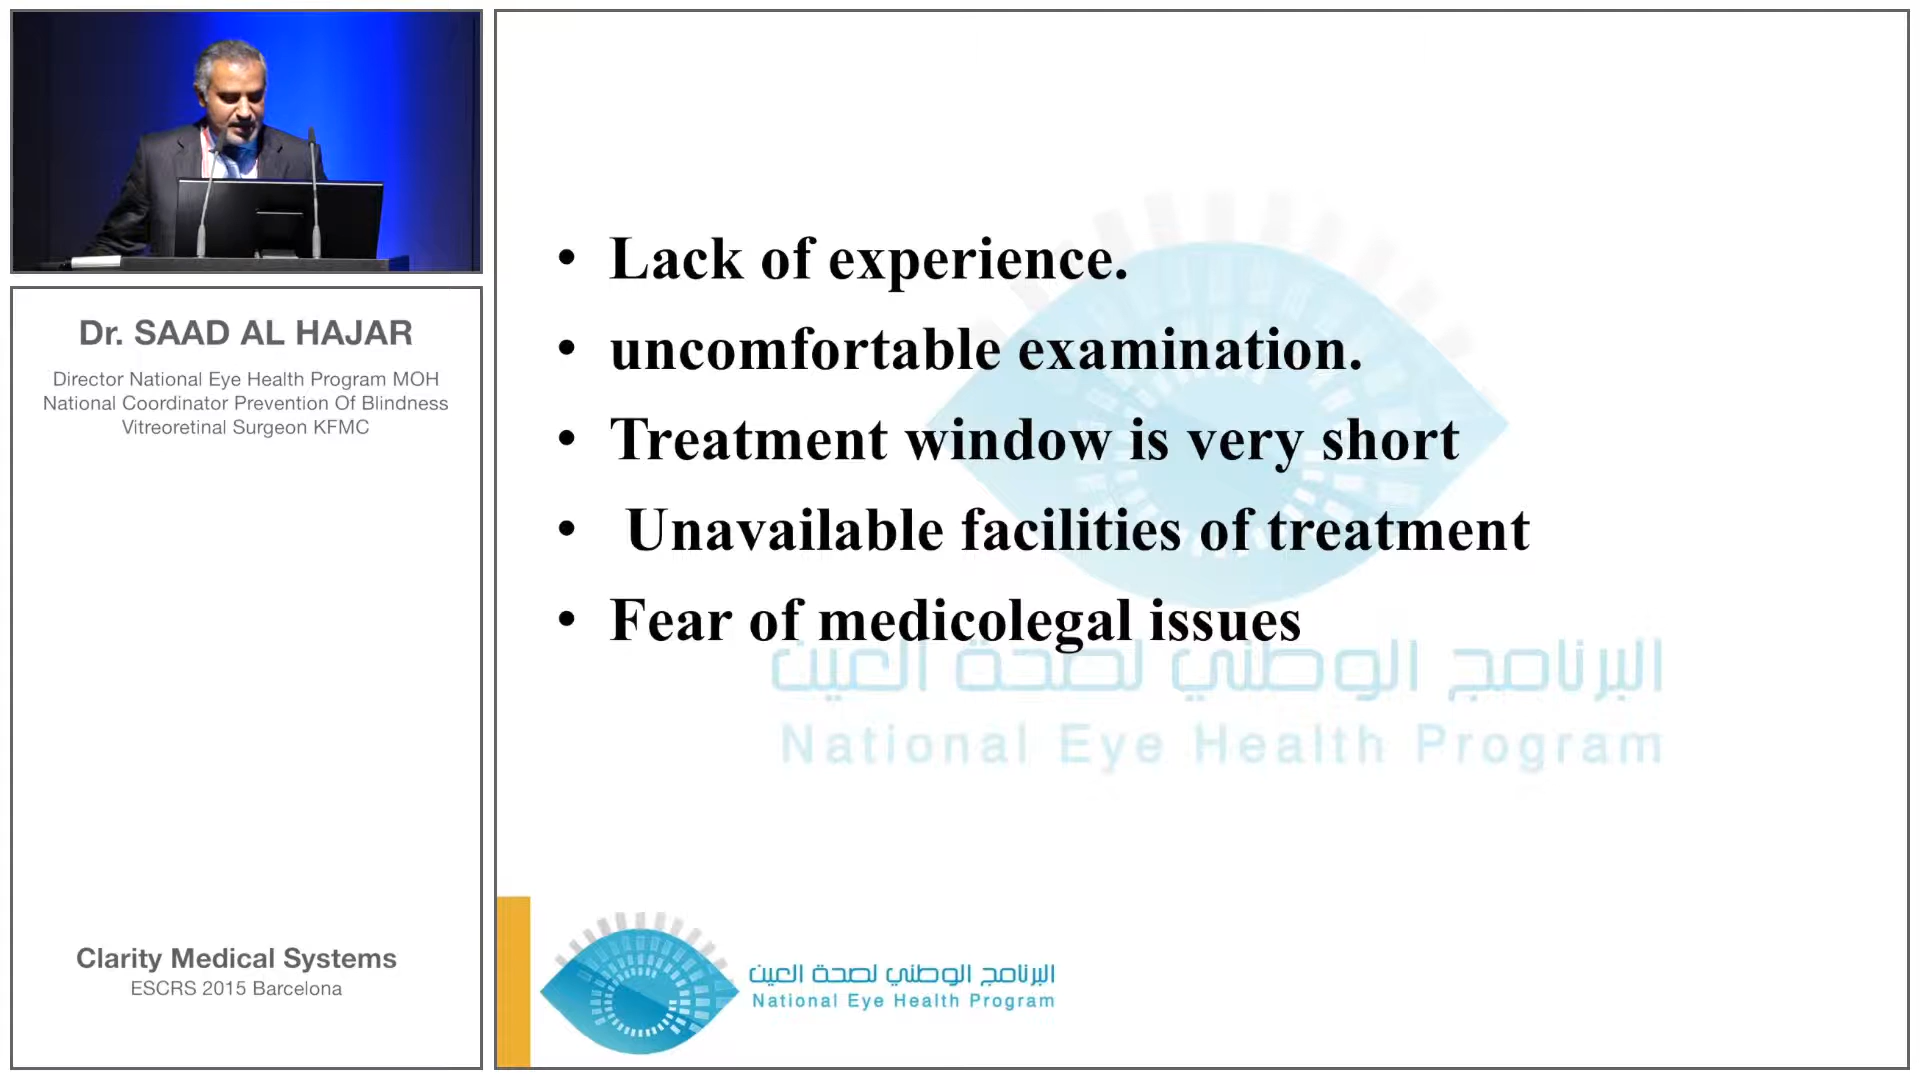 Dr. SAAD AL HAJAR
Director National Eye Health Program MOH
National Coordinator Prevention Of Blindness
Vitreoretinal Surgeon KFMC
Clarity Medical Systems
ESCRS 2015 Barcelona
• Lack of experience.
• uncomfortable examination.
• Treatment window is very short
• Unavailable facilities of treatment
• Fear of medicolegal issues
البرنامج الوطني لصحة العين
National Eye Health Program
البرنامج الوطني لصحة العين
National Eye Health Program